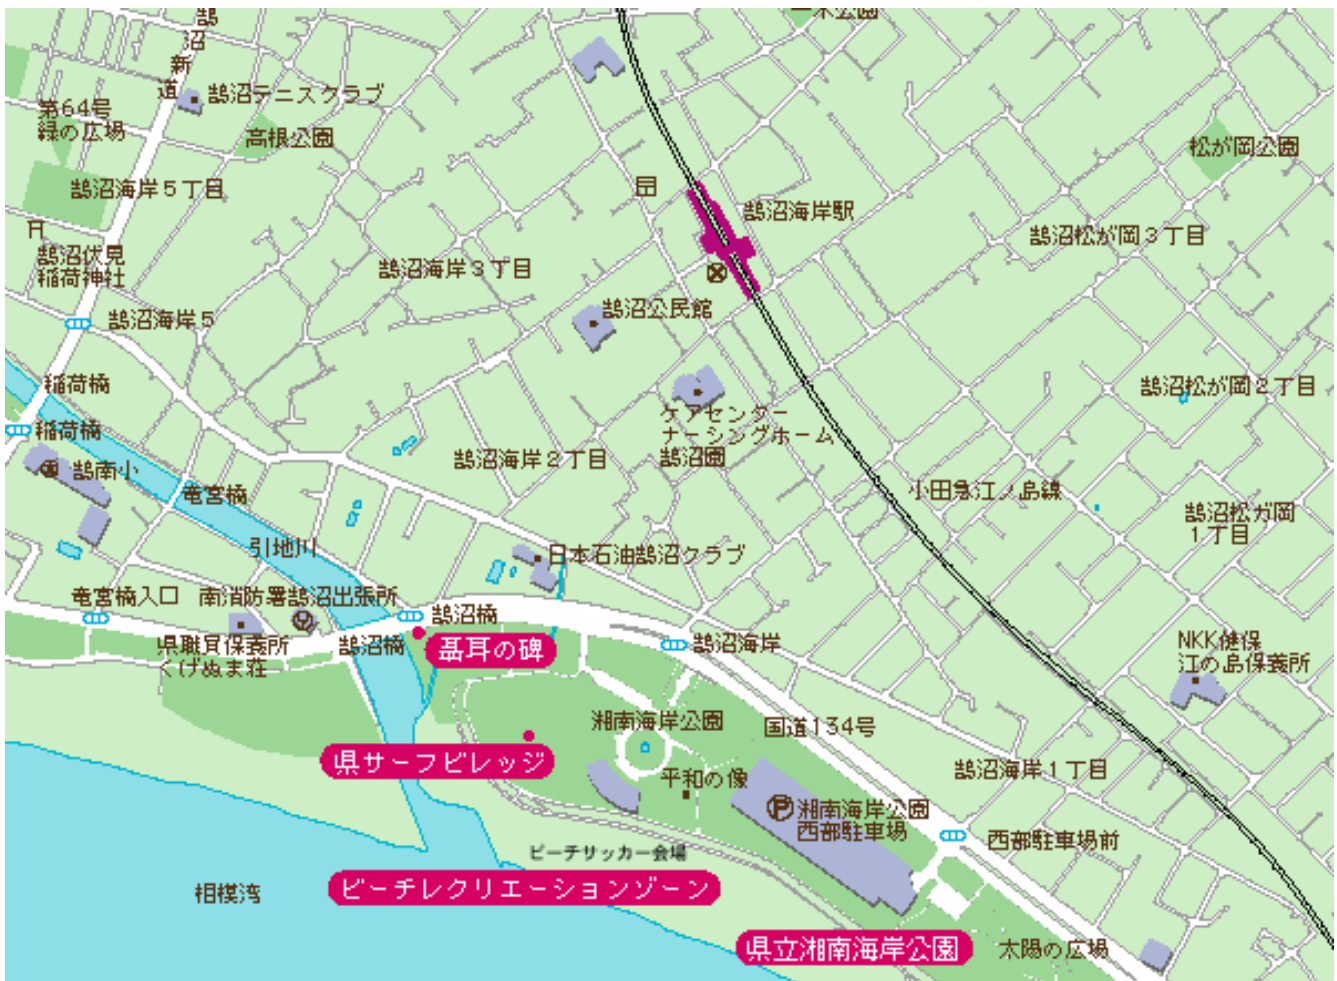 鵠沼新道
二木公園
鵠沼テニスクラブ
第64号
緑の広場
高根公園
松が岡公園
鵠沼海岸5丁目
鵠沼海岸駅
鵠沼松が岡3丁目
鵠沼伏見
稲荷神社
鵠沼海岸3丁目
鵠沼公民館
鵠沼海岸5
稲荷橋
鵠沼松が岡2丁目
ケアセンター
ナーシングホーム
鵠沼園
稲荷橋
鵠沼海岸2丁目
鵠南小
竜宮橋
小田急江ノ島線
鵠沼松ガ岡
1丁目
引地川
日本石油鵠沼クラブ
竜宮橋入口
南消防署鵠沼出張所
鵠沼橋
県職員保養所
くげぬま荘
鵠沼橋
聶耳の碑
鵠沼海岸
NKK健保
江の島保養所
湘南海岸公園
国道134号
県サーフビレッジ
平和の像
鵠沼海岸1丁目
P
湘南海岸公園
西部駐車場
西部駐車場前
ビーチサッカー会場
ビーチレクリエーションゾーン
相模湾
県立湘南海岸公園
太陽の広場